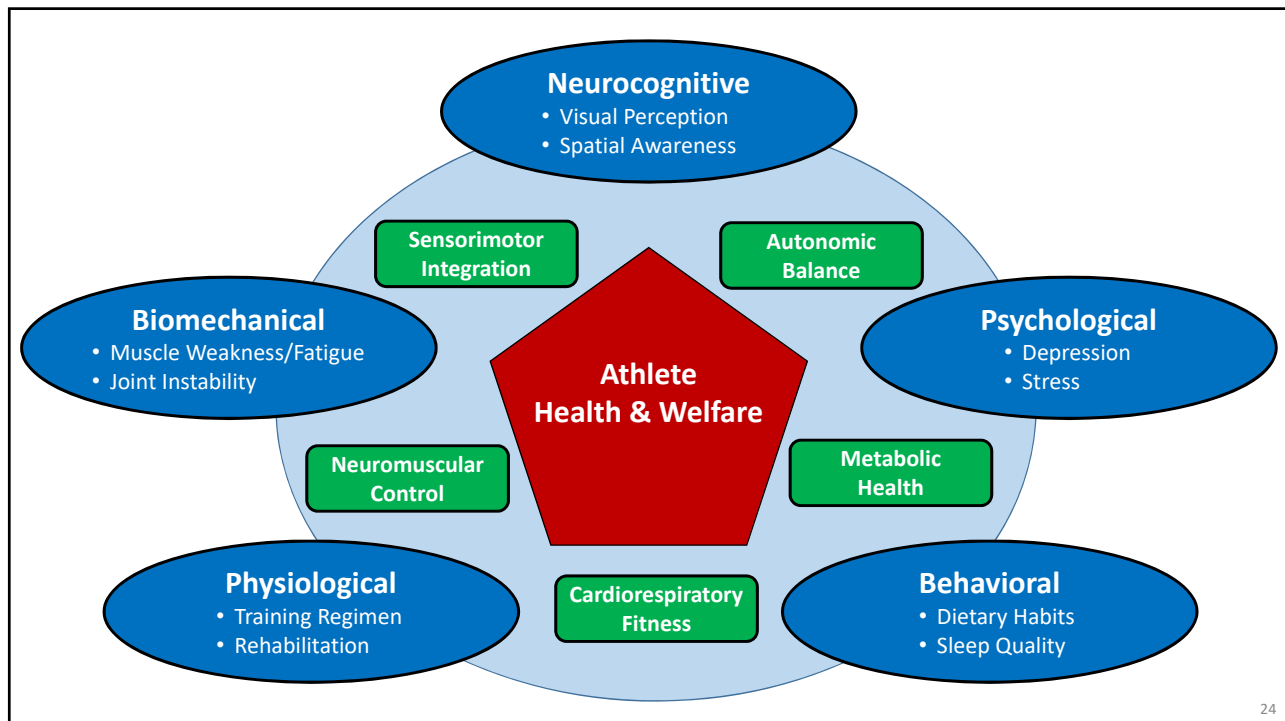 Neurocognitive
• Visual Perception
• Spatial Awareness
Sensorimotor
Integration
Autonomic
Balance
Biomechanical
• Muscle Weakness/Fatigue
• Joint Instability
Psychological
• Depression
• Stress
Athlete
Health & Welfare
Neuromuscular
Control
Metabolic
Health
Physiological
• Training Regimen
• Rehabilitation
Cardiorespiratory
Fitness
Behavioral
• Dietary Habits
• Sleep Quality
24